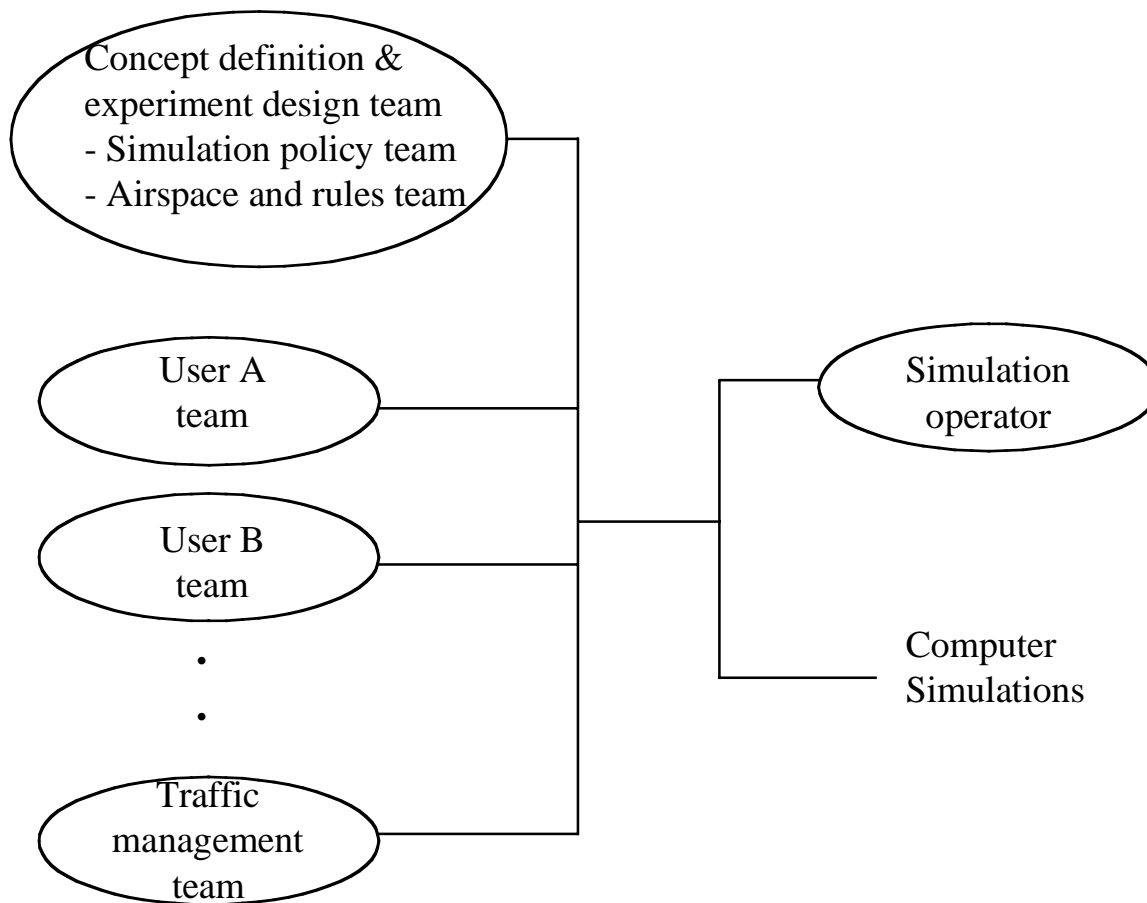 Concept definition &
experiment design team
- Simulation policy team
- Airspace and rules team
User A
team
User B
team
.
.
Traffic
management
team
Simulation
operator
Computer
Simulations